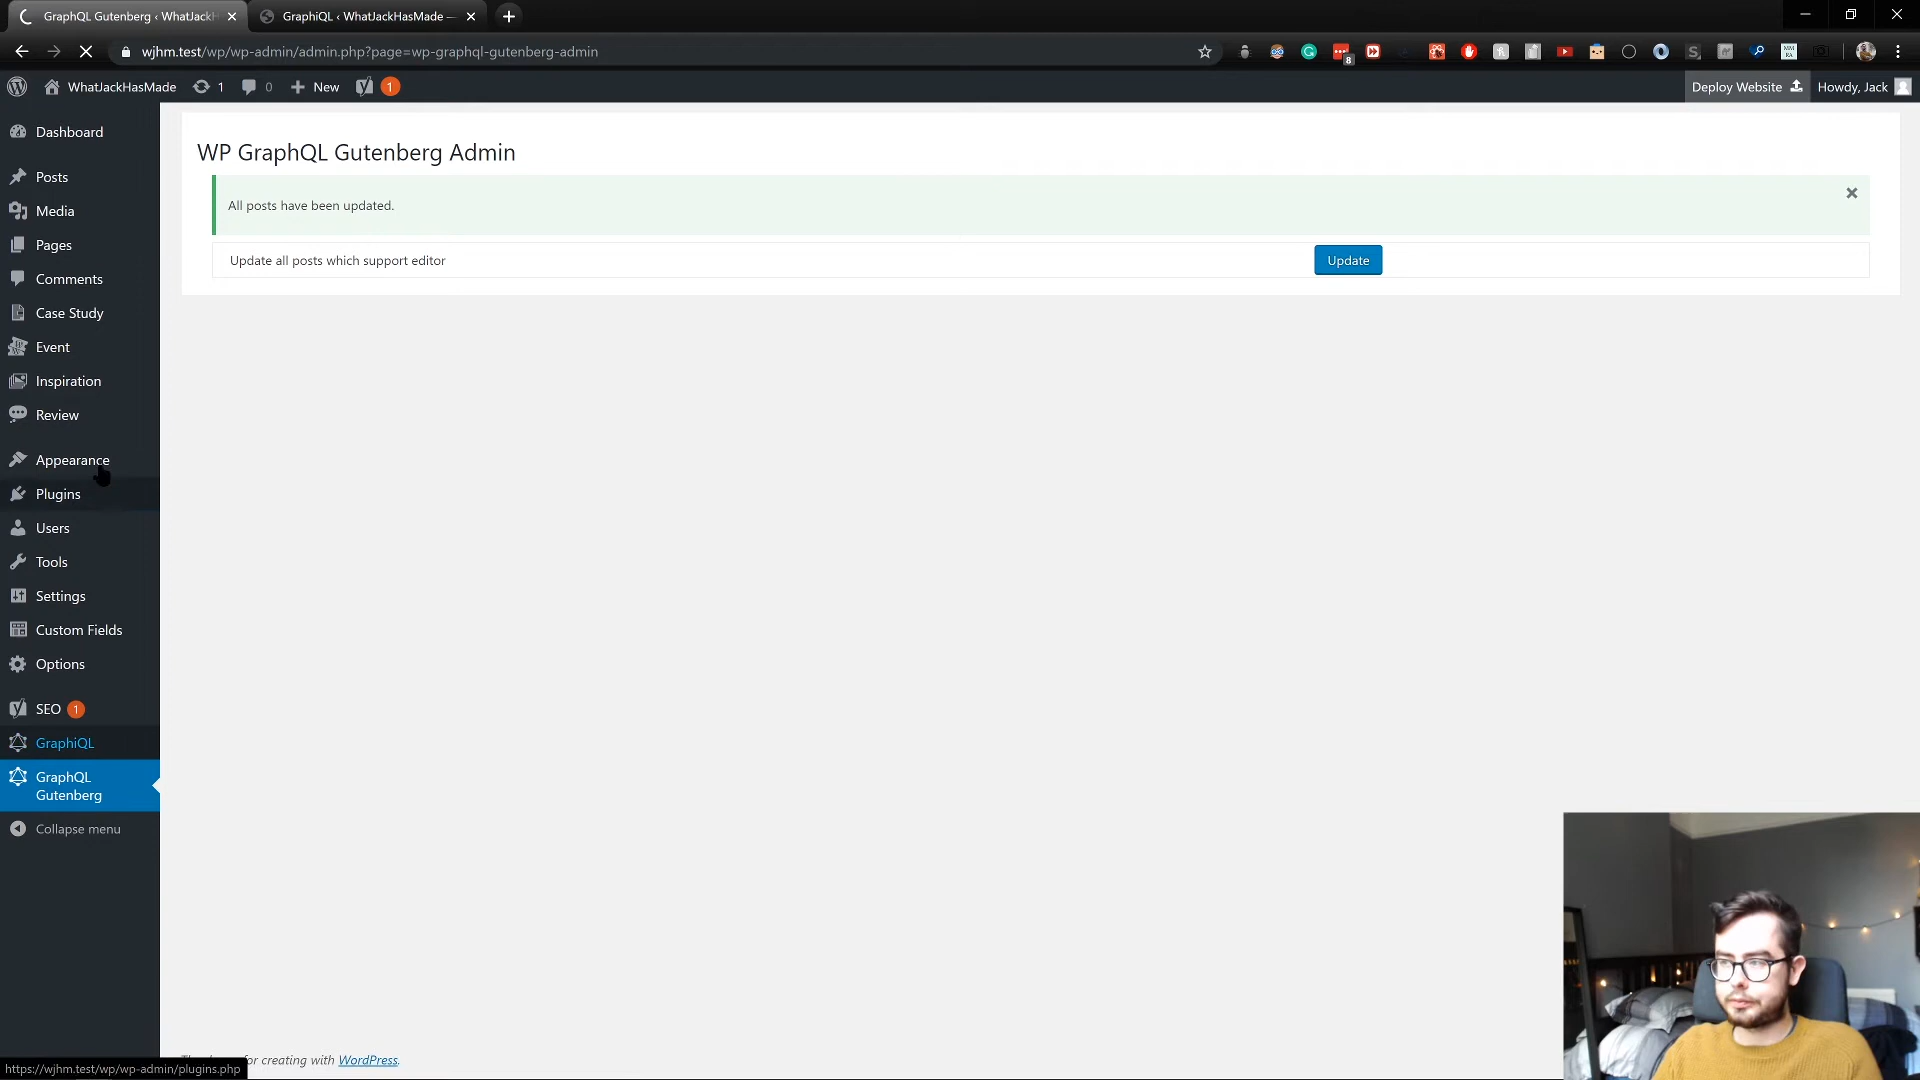 GraphQL Gutenberg ‹ WhatJackH
GraphiQL ‹ WhatJackHasMade —
wjhm.test/wp/wp-admin/admin.php?page=wp-graphql-gutenberg-admin
8
WhatJackHasMade
1
0
New
1
Deploy Website
Howdy, Jack
Dashboard
Posts
Media
Pages
Comments
Case Study
Event
Inspiration
Review
Appearance
Plugins
Users
Tools
Settings
Custom Fields
Options
SEO 1
GraphiQL
GraphQL
Gutenberg
Collapse menu
WP GraphQL Gutenberg Admin
All posts have been updated.
Update all posts which support editor
Update
for creating with WordPress.
https://wjhm.test/wp/wp-admin/plugins.php